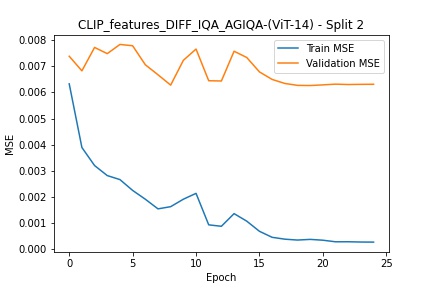 CLIP_features_DIFF_IQA_AGIQA-(ViT-14) - Split 2
0.008
0.007
0.006
0.005
0.004
0.003
0.002
0.001
0.000
MSE
Train MSE
Validation MSE
0 5 10 15 20 25
Epoch